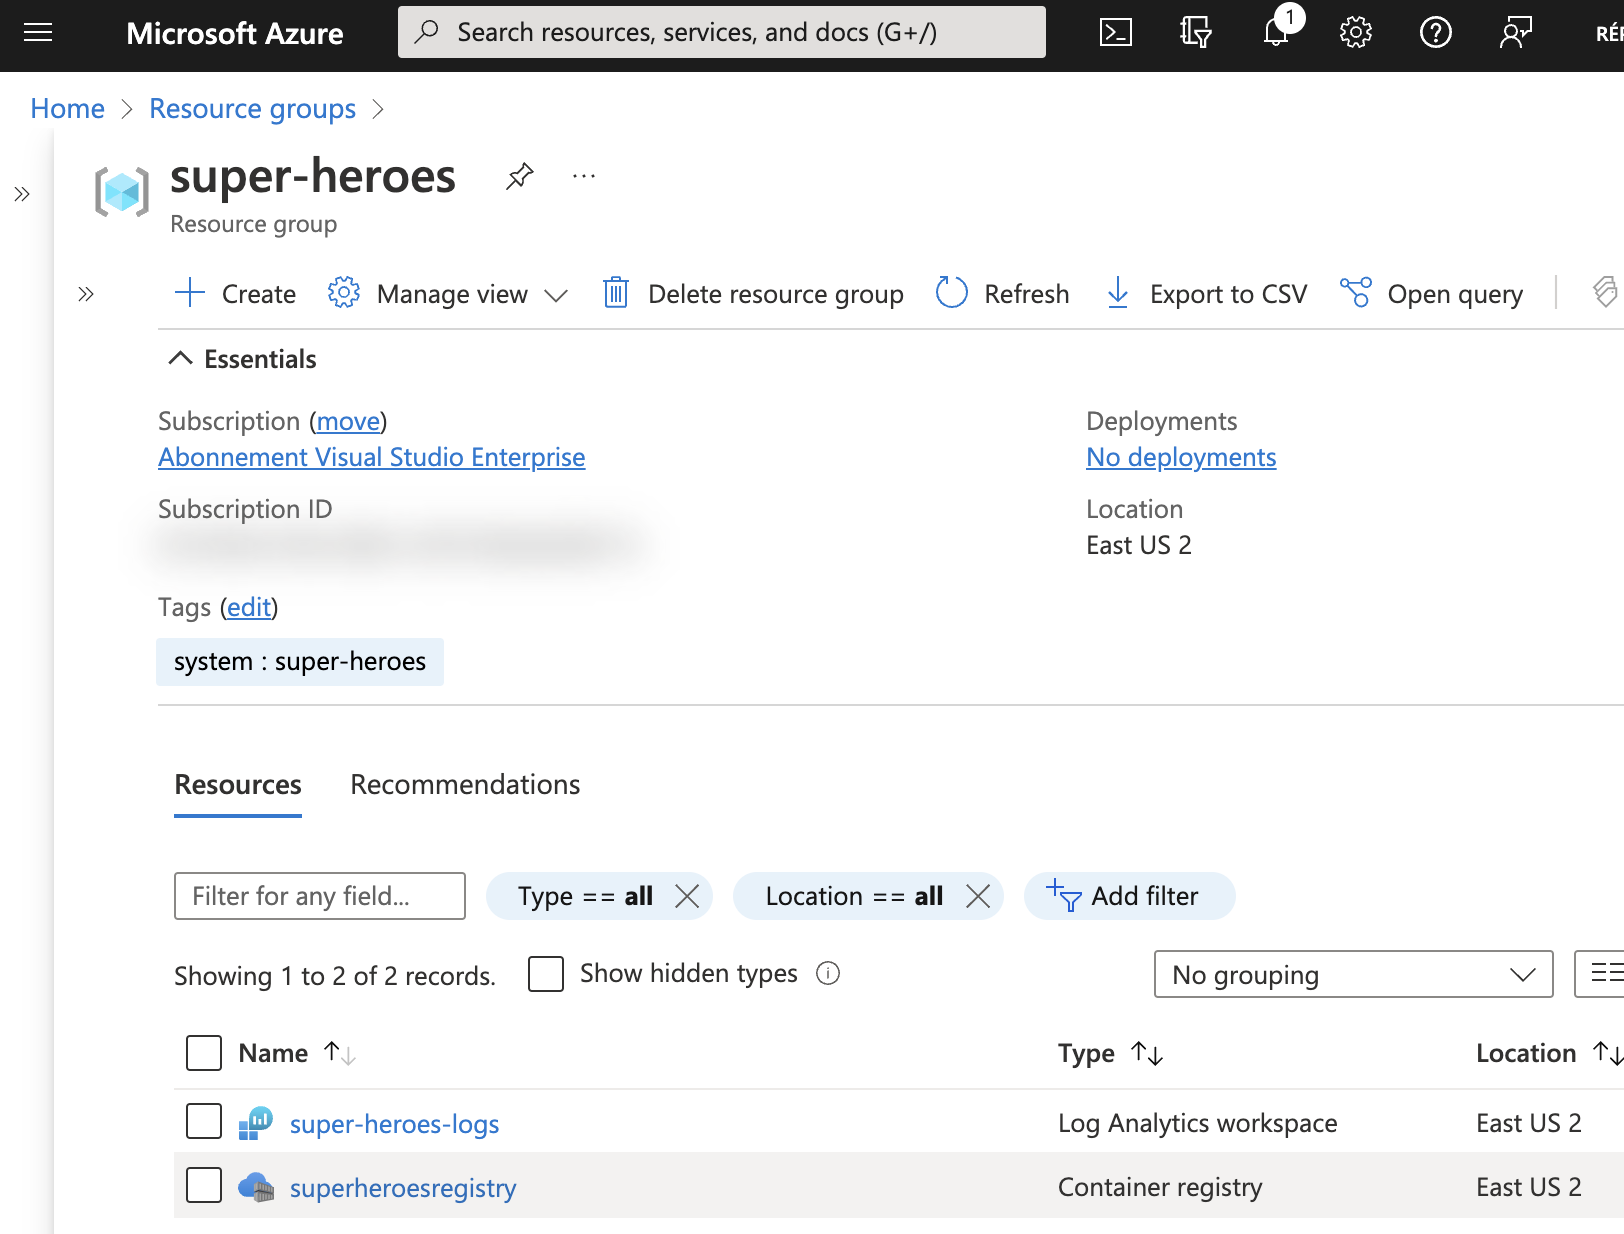 Microsoft Azure
Search resources, services, and docs (G+/)
1
Home
Resource groups
super-heroes
...
Resource group
Create
Manage view
Delete resource group
Refresh
Export to CSV
Open query
Essentials
Subscription (move)
Abonnement Visual Studio Enterprise
Deployments
No deployments
Subscription ID
Location
East US 2
Tags (edit)
system : super-heroes
Resources
Recommendations
Filter for any field...
Type == all
Location == all
Add filter
Showing 1 to 2 of 2 records.
Show hidden types
No grouping
Name
Type
Location
super-heroes-logs
Log Analytics workspace
East US 2
superheroesregistry
Container registry
East US 2